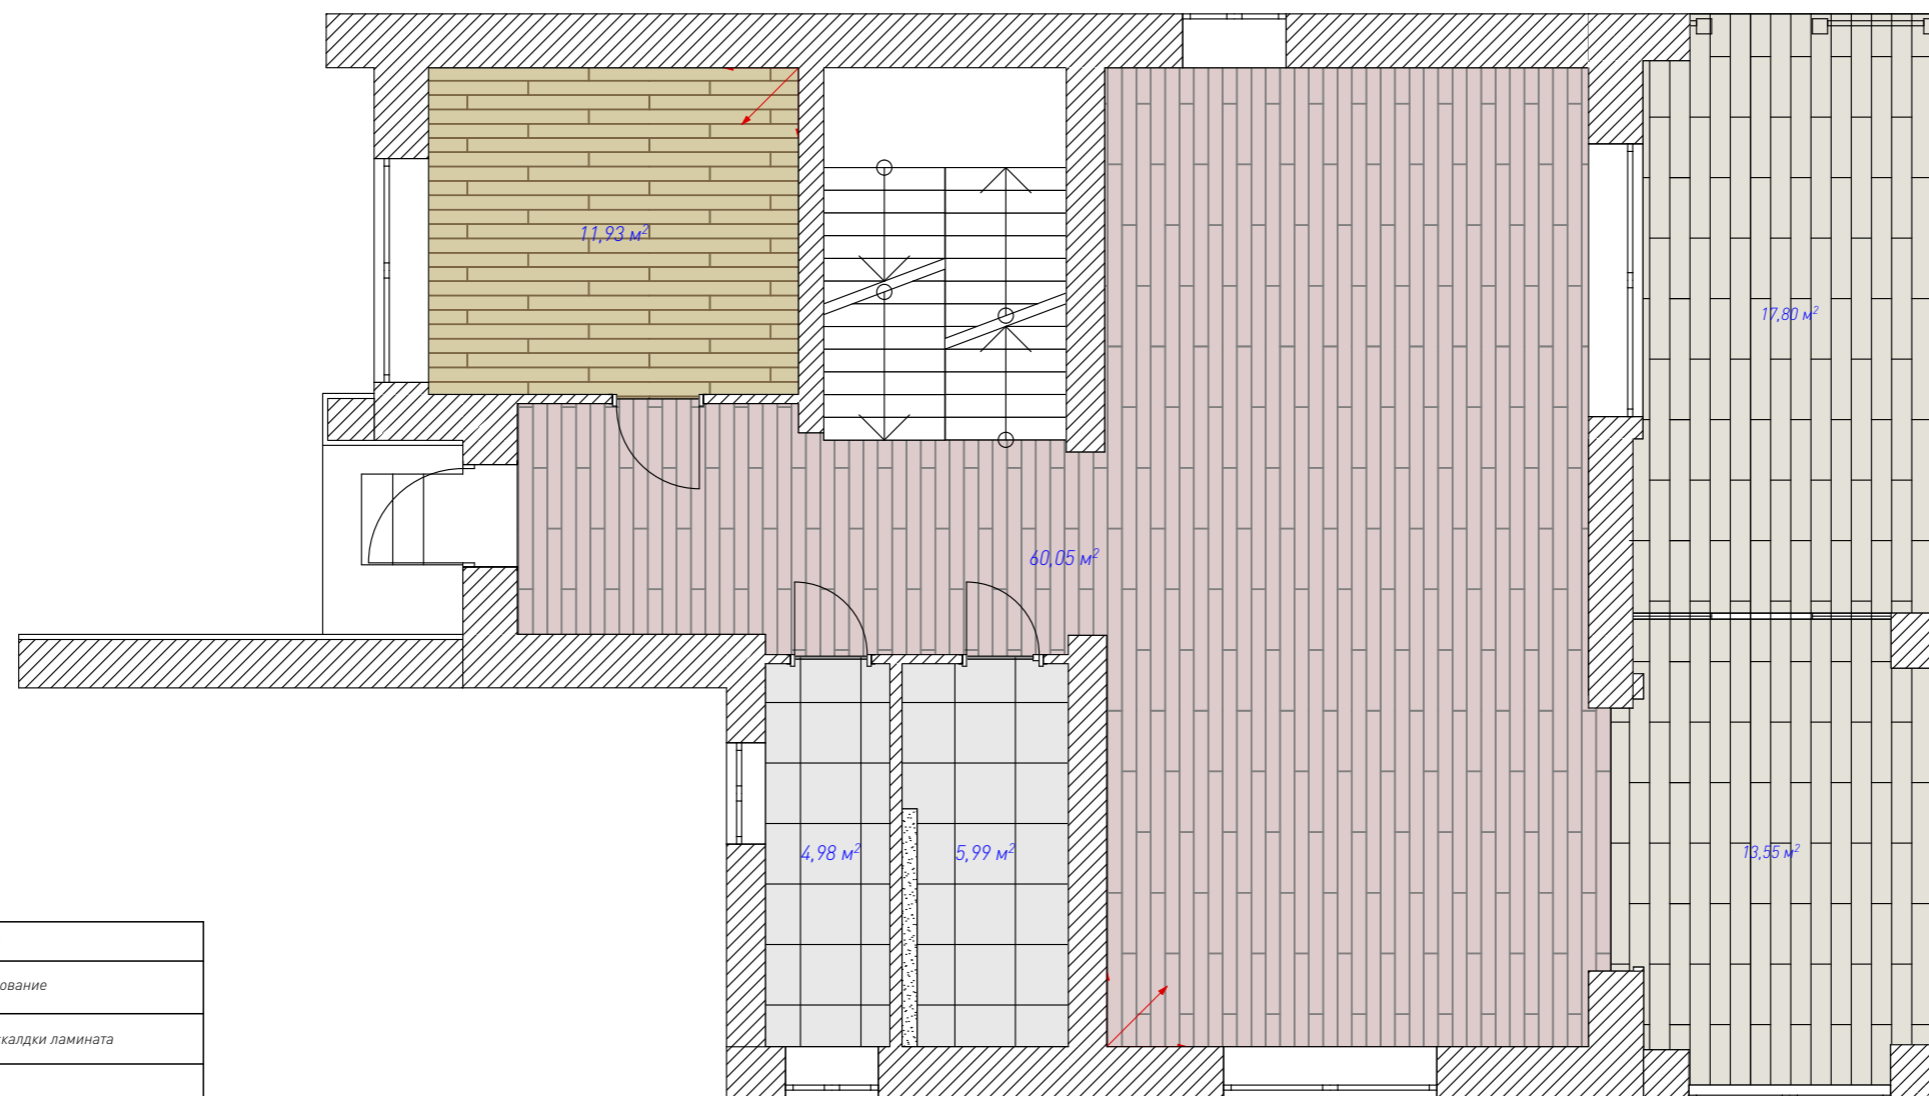 11,93 м²
17,80 м²
60,05 м²
4,98 м²
5,99 м²
13,55 м²
ование
калдки ламината